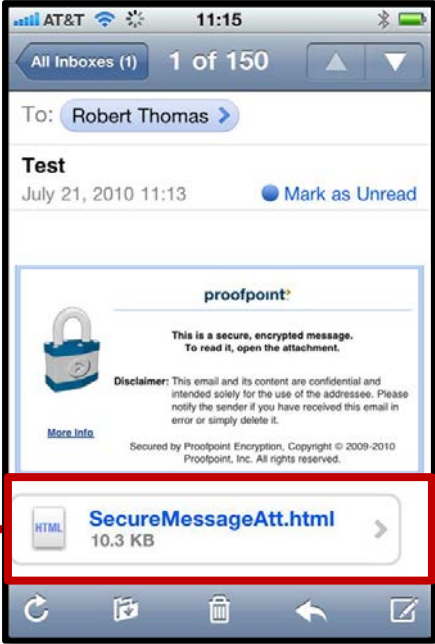 AT&T 11:15
All Inboxes (1) 1 of 150
To: Robert Thomas
Test
July 21, 2010 11:13 Mark as Unread
proofpoint
This is a secure, encrypted message.
To read it, open the attachment.
Disclaimer: This email and its content are confidential and
intended solely for the use of the addressee. Please
notify the sender if you have received this email in
error or simply delete it.
More Info
Secured by Proofpoint Encryption, Copyright © 2009-2010
Proofpoint, Inc. All rights reserved.
HTML SecureMessageAtt.html
10.3 KB